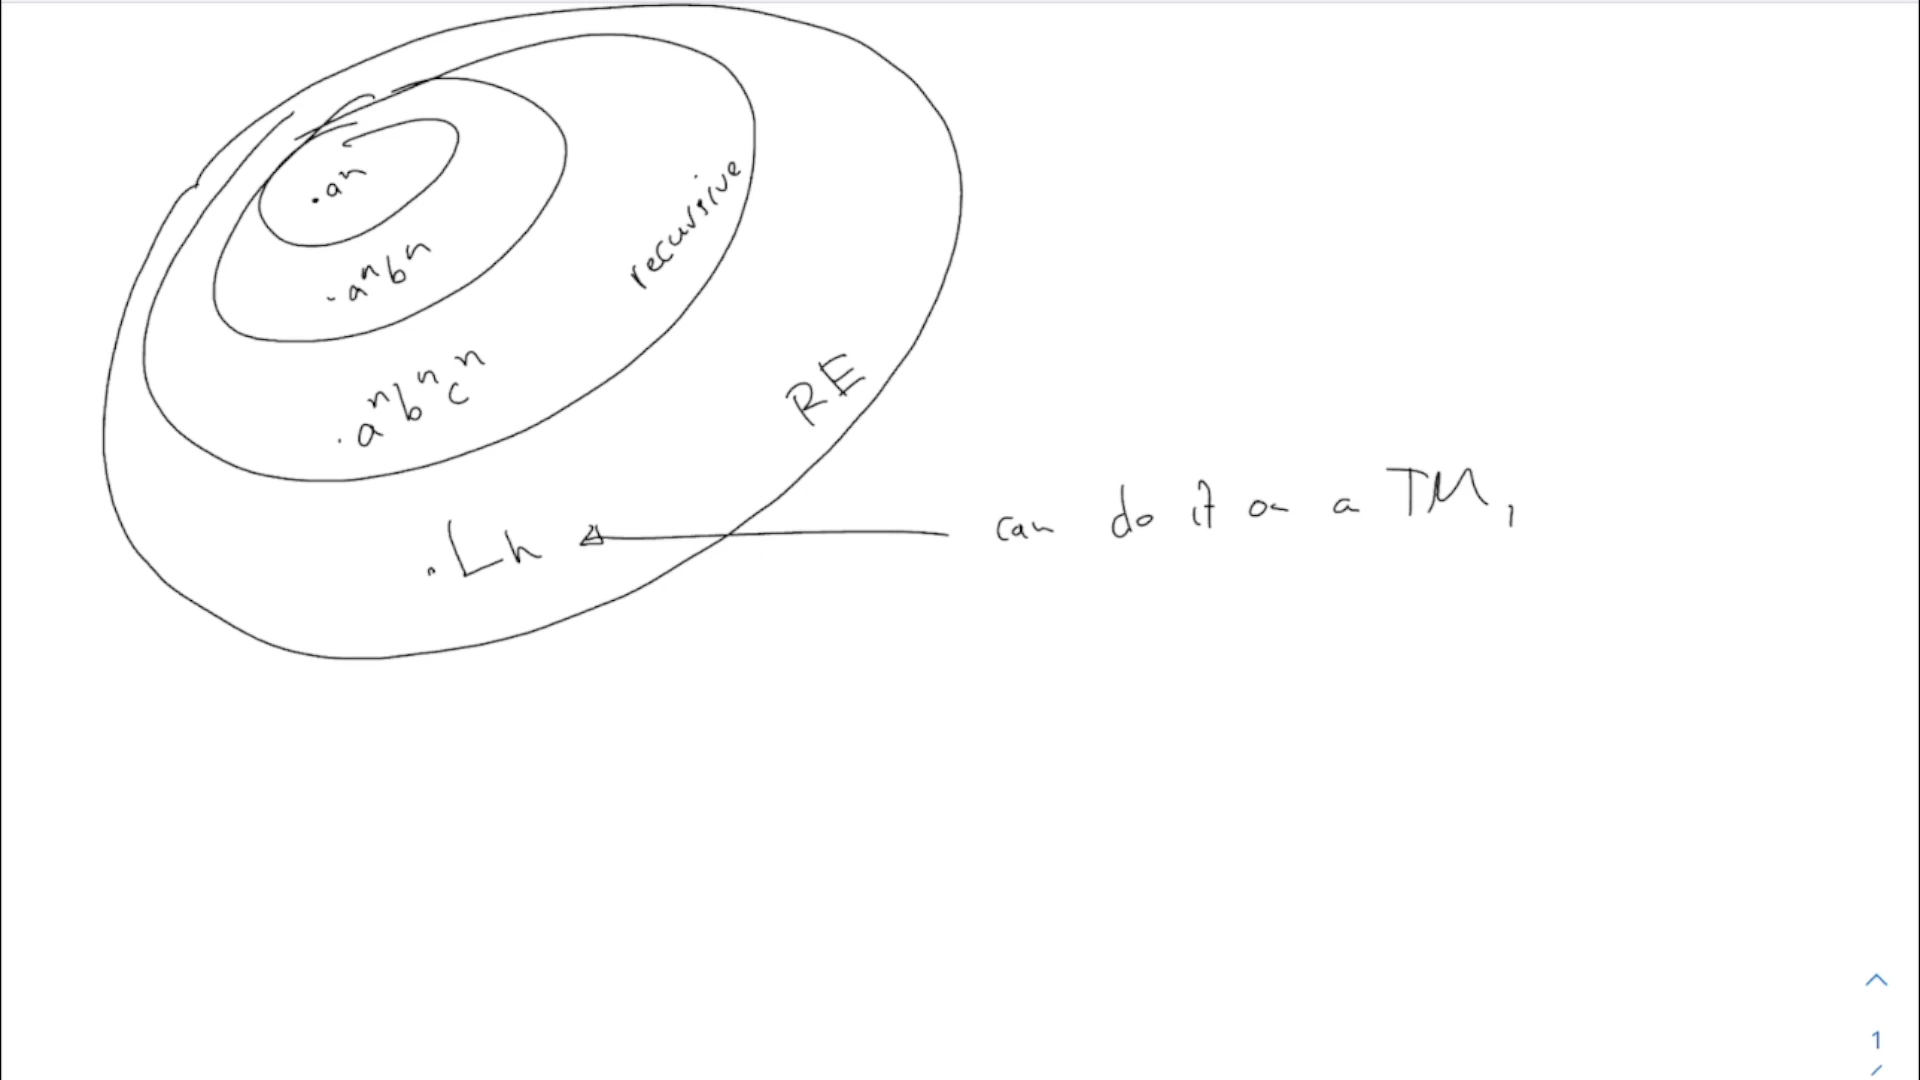 .aⁿ
.aⁿbⁿ
recursive
.aⁿbⁿcⁿ
RE
.Lh
can do it on a TM,
1